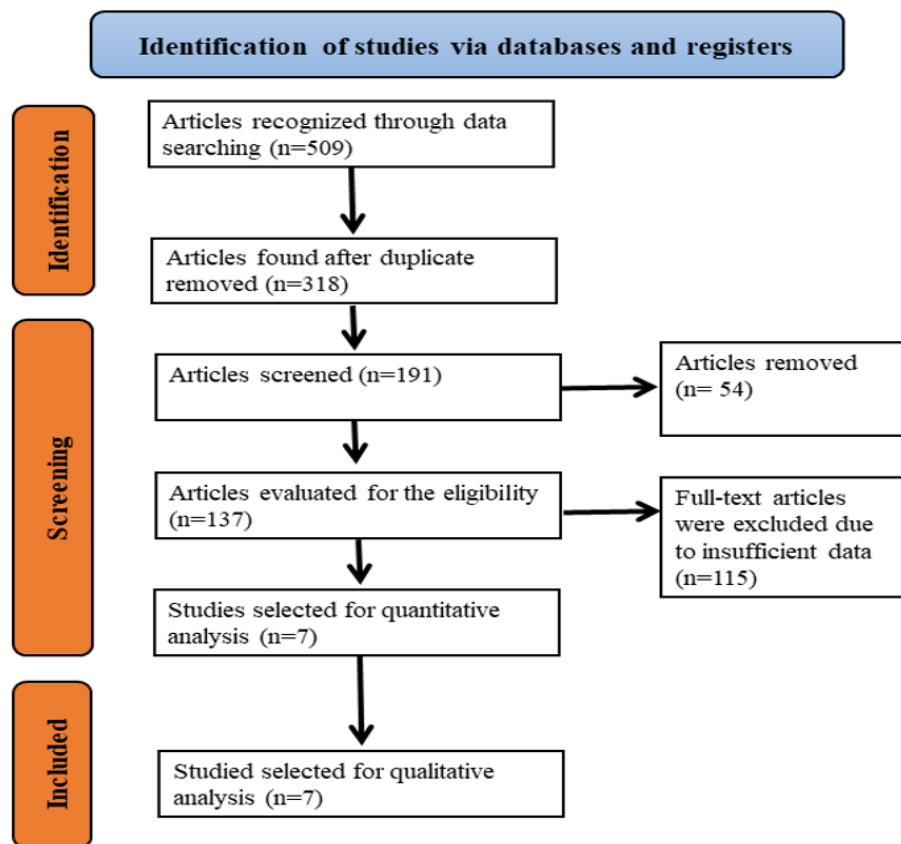 Identification of studies via databases and registers
Identification
Articles recognized through data
searching (n=509)
Articles found after duplicate
removed (n=318)
Screening
Articles screened (n=191)
Articles removed
(n= 54)
Articles evaluated for the eligibility
(n=137)
Full-text articles
were excluded due
to insufficient data
(n=115)
Studies selected for quantitative
analysis (n=7)
Included
Studied selected for qualitative
analysis (n=7)